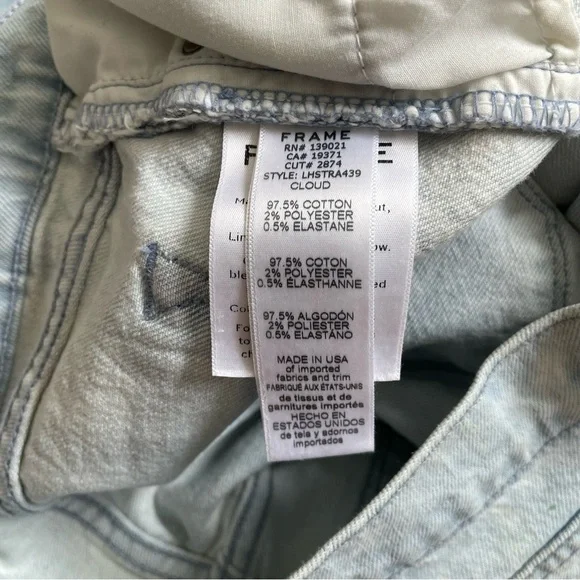 FRAME
RN# 139021
CA# 19371
CUT# 2874
STYLE: LHSTRA439
CLOUD
97.5% COTTON
2% POLYESTER
0.5% ELASTANE
97.5% COTON
2% POLYESTER
0.5% ÉLASTHANNE
97.5% ALGODÓN
2% POLIESTER
0.5% ELASTANO
MADE IN USA
of imported
fabrics and trim
FABRIQUÉ AUX ÉTATS-UNIS
de tissus et de
garnitures importés
HECHO EN
ESTADOS UNIDOS
de tela y adornos
importados